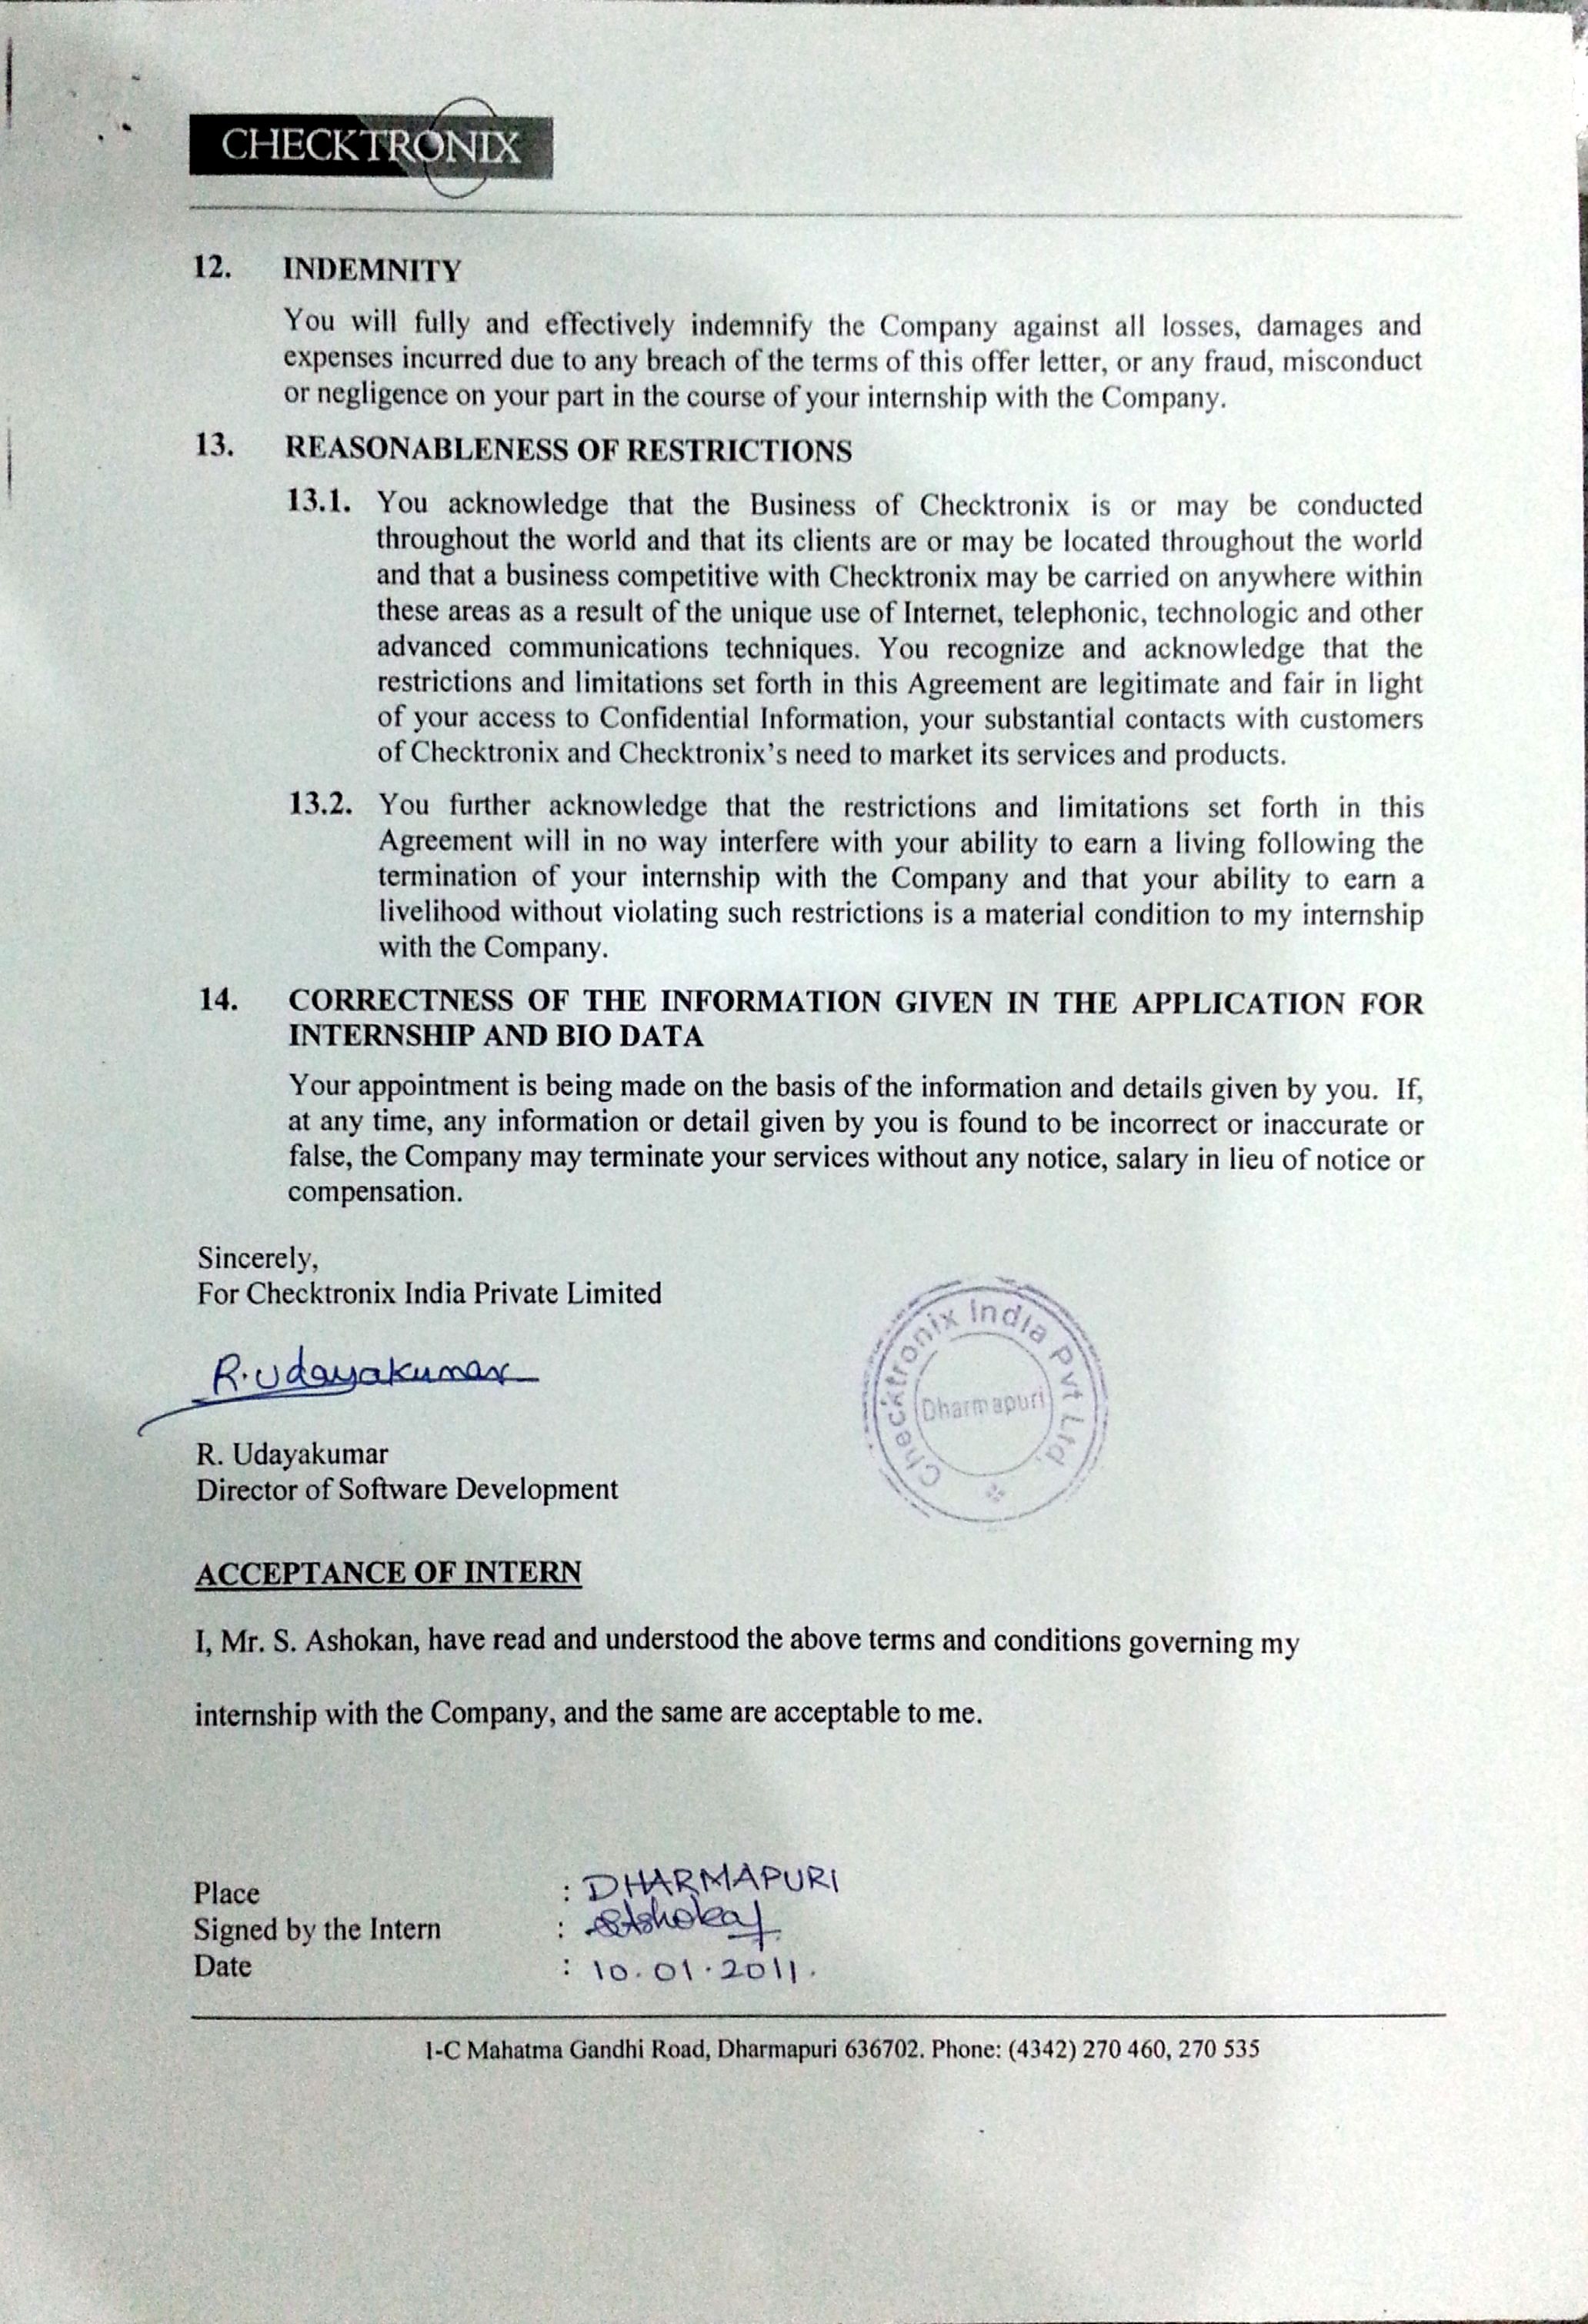 CHECKTRONIX
12. INDEMNITY
You will fully and effectively indemnify the Company against all losses, damages and
expenses incurred due to any breach of the terms of this offer letter, or any fraud, misconduct
or negligence on your part in the course of your internship with the Company.
13. REASONABLENESS OF RESTRICTIONS
13.1. You acknowledge that the Business of Checktronix is or may be conducted
throughout the world and that its clients are or may be located throughout the world
and that a business competitive with Checktronix may be carried on anywhere within
these areas as a result of the unique use of Internet, telephonic, technologic and other
advanced communications techniques. You recognize and acknowledge that the
restrictions and limitations set forth in this Agreement are legitimate and fair in light
of your access to Confidential Information, your substantial contacts with customers
of Checktronix and Checktronix's need to market its services and products.
13.2. You further acknowledge that the restrictions and limitations set forth in this
Agreement will in no way interfere with your ability to earn a living following the
termination of your internship with the Company and that your ability to earn a
livelihood without violating such restrictions is a material condition to my internship
with the Company.
14. CORRECTNESS OF THE INFORMATION GIVEN IN THE APPLICATION FOR
INTERNSHIP AND BIO DATA
Your appointment is being made on the basis of the information and details given by you. If,
at any time, any information or detail given by you is found to be incorrect or inaccurate or
false, the Company may terminate your services without any notice, salary in lieu of notice or
compensation.
Sincerely,
For Checktronix India Private Limited
R. Udayakumar
Checktronix India Pvt Ltd.
Dharmapuri
R. Udayakumar
Director of Software Development
ACCEPTANCE OF INTERN
I, Mr. S. Ashokan, have read and understood the above terms and conditions governing my
internship with the Company, and the same are acceptable to me.
Place : DHARMAPURI
Signed by the Intern :
Date : 10.01.2011.
1-C Mahatma Gandhi Road, Dharmapuri 636702. Phone: (4342) 270 460, 270 535